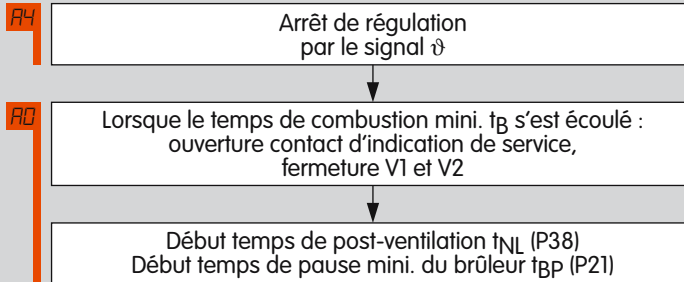 A4
Arrêt de régulation
par le signal ϑ
A0
Lorsque le temps de combustion mini. tB s'est écoulé :
ouverture contact d'indication de service,
fermeture V1 et V2
Début temps de post-ventilation tNL (P38)
Début temps de pause mini. du brûleur tBP (P21)